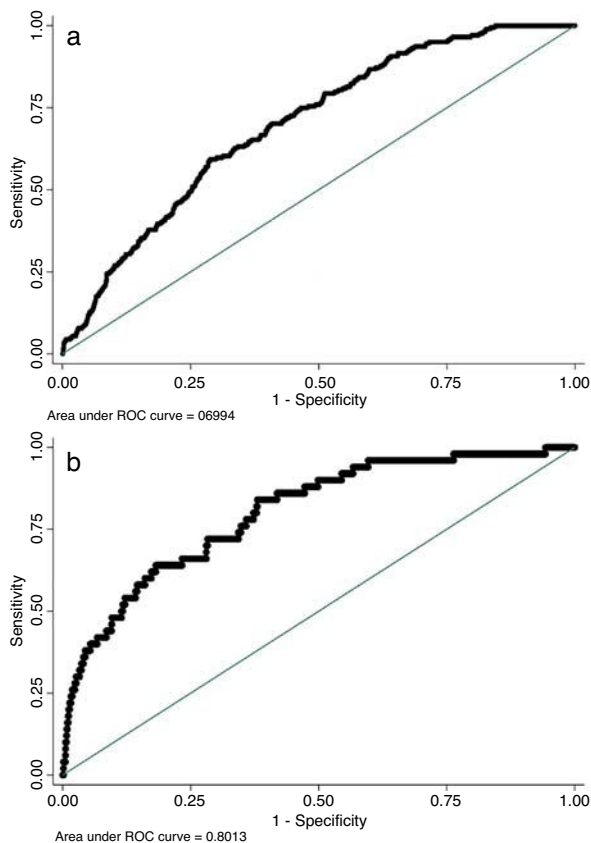 a
1.00
0.75
0.50
0.25
0.00
Sensitivity
0.00 0.25 0.50 0.75 1.00
1 - Specificity
Area under ROC curve = 06994
b
1.00
0.75
0.50
0.25
0.00
Sensitivity
0.00 0.25 0.50 0.75 1.00
1 - Specificity
Area under ROC curve = 0.8013